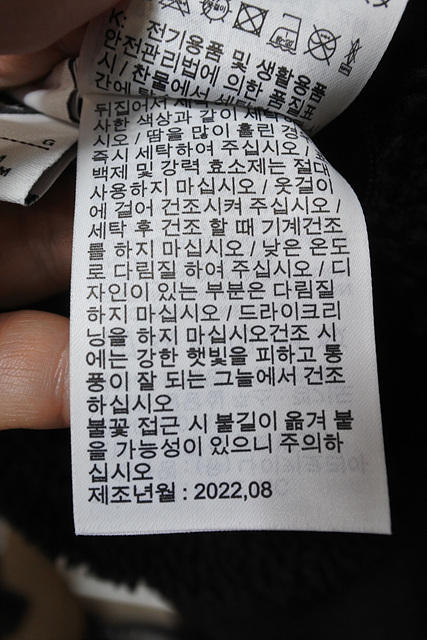 K:
전기용품 및 생활용품
안전관리법에 의한 품질표
시 / 찬물에서 세탁
간에
뒤집어서
사한 색상과 같이 세탁
시오 / 땀을 많이 흘린 경우
즉시 세탁하여 주십시오 /
백제 및 강력 효소제는 절대
사용하지 마십시오 / 옷걸이
에 걸어 건조시켜 주십시오 /
세탁 후 건조 할 때 기계건조
를 하지 마십시오 / 낮은 온도
로 다림질 하여 주십시오 / 디
자인이 있는 부분은 다림질
하지 마십시오 / 드라이크리
닝을 하지 마십시오건조 시
에는 강한 햇빛을 피하고 통
풍이 잘 되는 그늘에서 건조
하십시오
불꽃 접근 시 불길이 옮겨 붙
을 가능성이 있으니 주의하
십시오
제조년월 : 2022,08
G